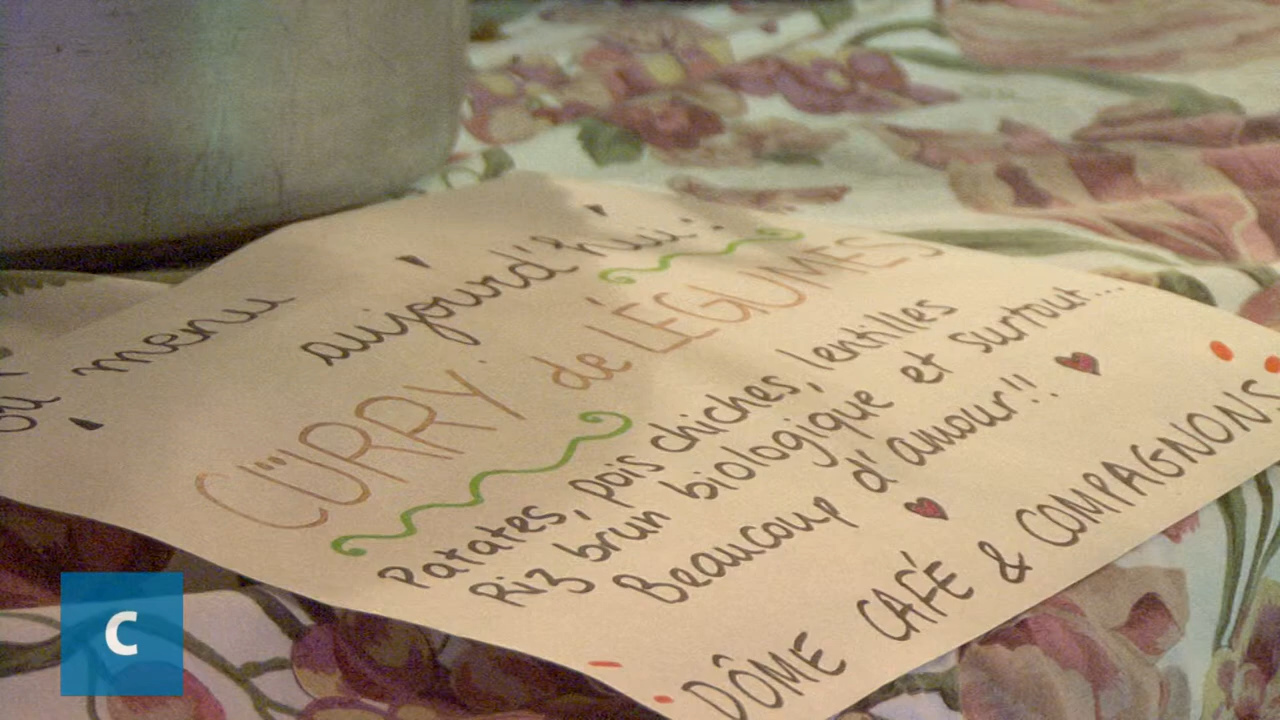 au menu
aujourd'hui:
CURRY de LÉGUMES
Patates, pois chiches, lentilles
Riz brun biologique et surtout...
Beaucoup d'amour!!
DÔME CAFÉ & COMPAGNONS
C